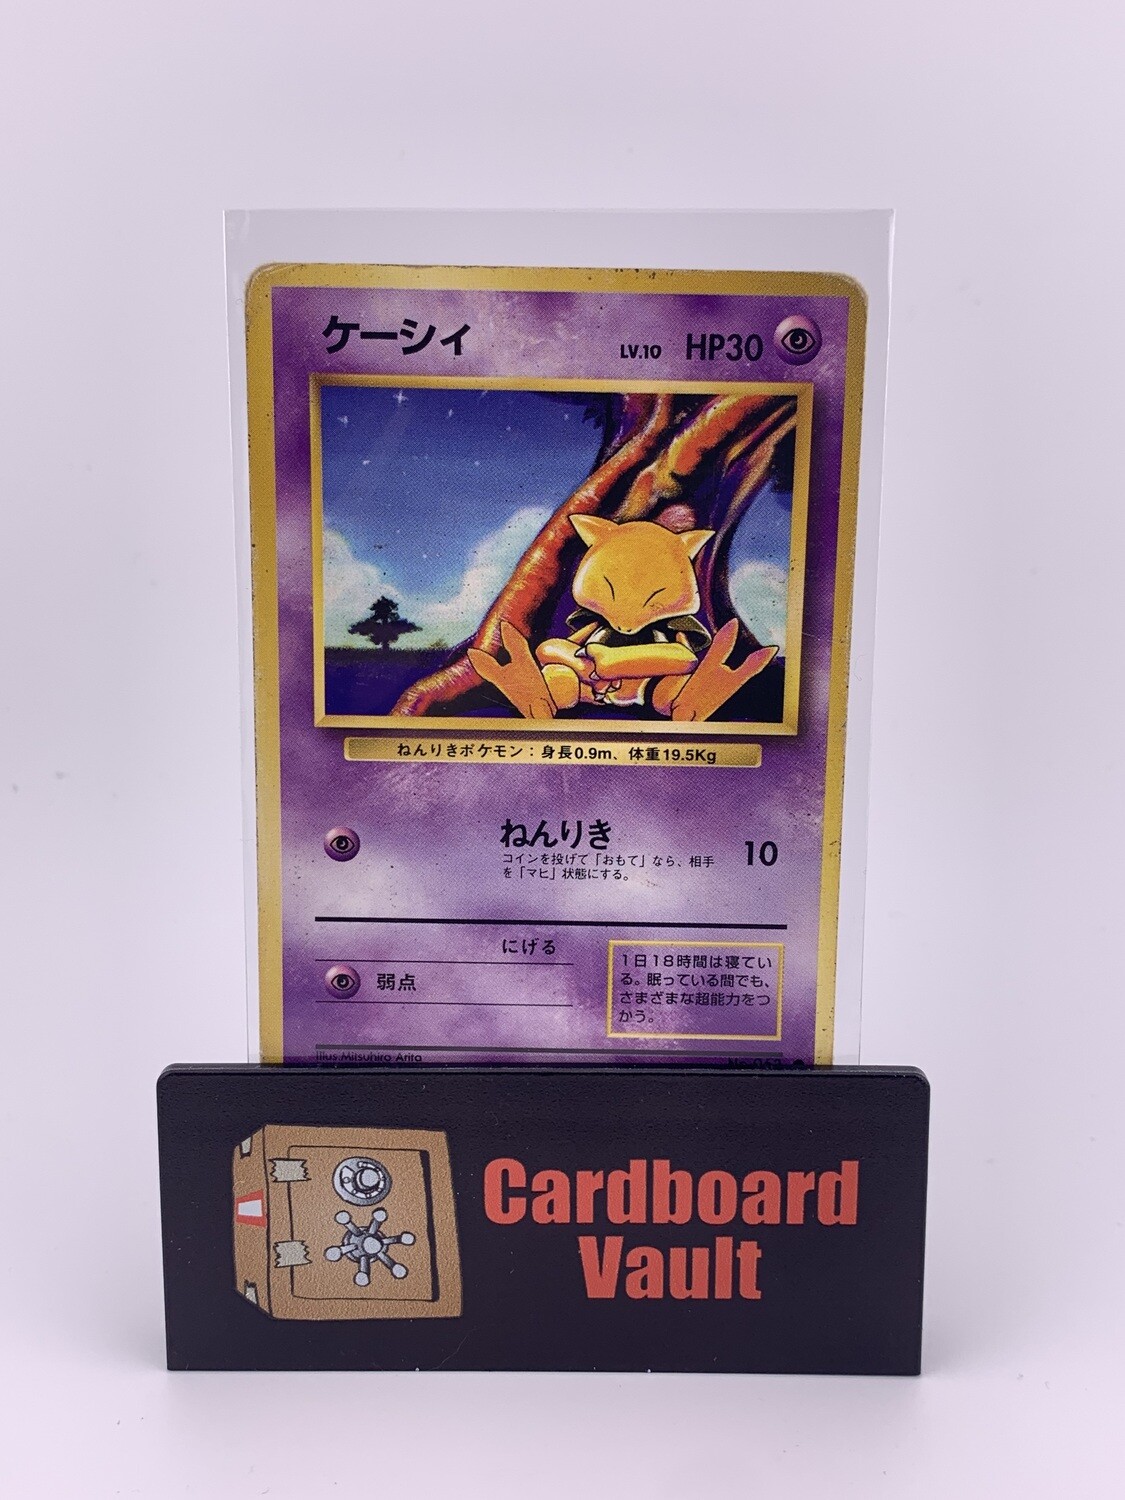 ケーシィ
LV.10 HP30
ねんりきポケモン：身長0.9m、体重19.5Kg
ねんりき
10
コインを投げて「おもて」なら、相手
を「マヒ」状態にする。
にげる
弱点
1日18時間は寝てい
る。眠っている間でも、
さまざまな超能力をつ
かう。
Illus.Mitsuhiro Arita
No.063
Cardboard
Vault